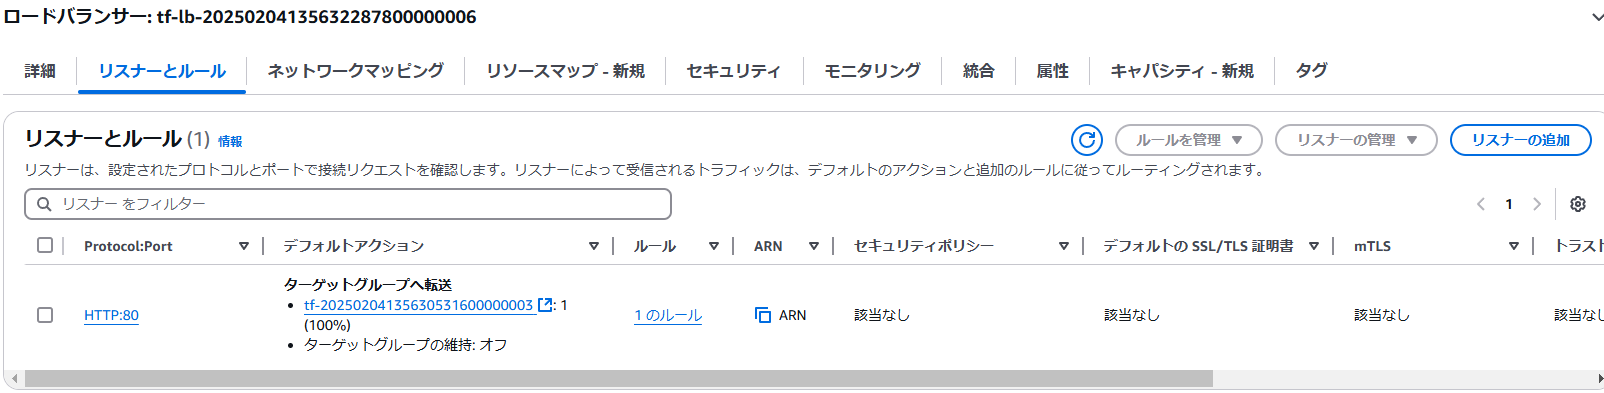 ロードバランサー: tf-lb-20250204135632287800000006
詳細 リスナーとルール ネットワークマッピング リソースマップ - 新規 セキュリティ モニタリング 統合 属性 キャパシティ - 新規 タグ
リスナーとルール (1) 情報 ルールを管理 リスナーの管理 リスナーの追加
リスナーは、設定されたプロトコルとポートで接続リクエストを確認します。リスナーによって受信されるトラフィックは、デフォルトのアクションと追加のルールに従ってルーティングされます。
リスナー をフィルター 1
Protocol:Port デフォルトアクション ルール ARN セキュリティポリシー デフォルトの SSL/TLS 証明書 mTLS トラスト
ターゲットグループへ転送
• tf-20250204135630531600000003 : 1
HTTP:80 1 のルール ARN 該当なし 該当なし 該当なし 該当な
(100%)
• ターゲットグループの維持: オフ